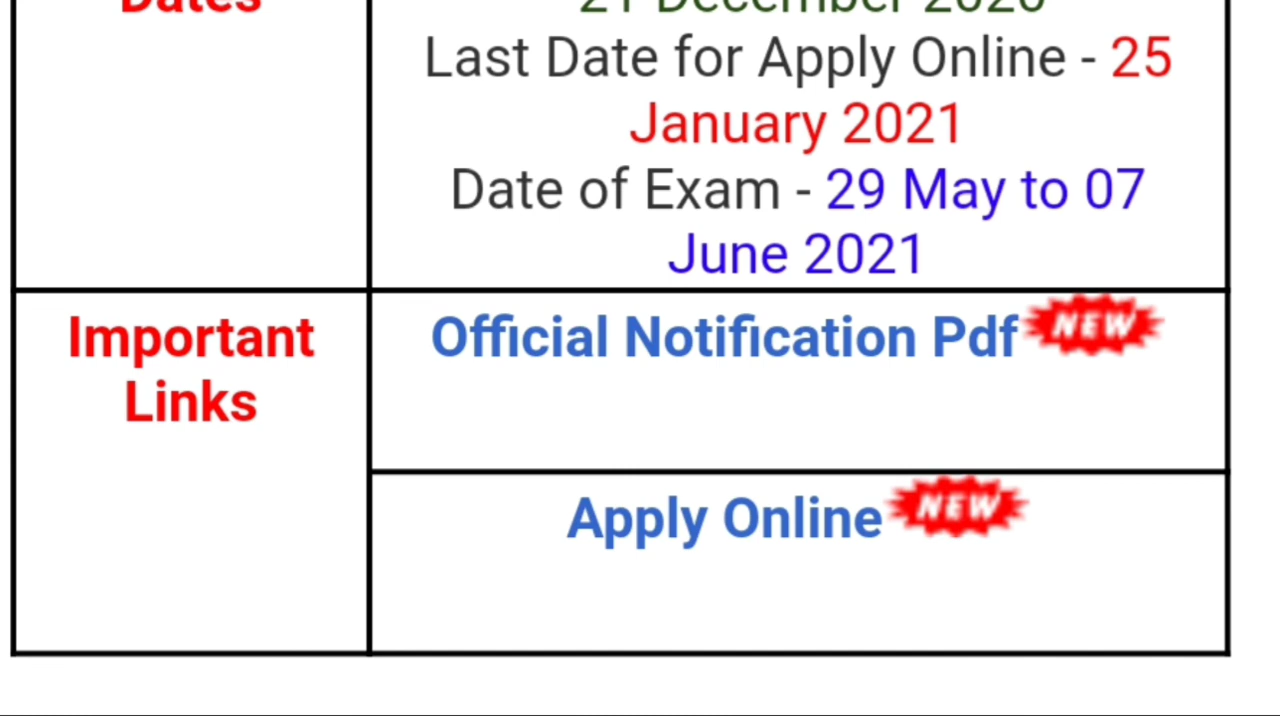 Dates
21 December 2020
Last Date for Apply Online - 25
January 2021
Date of Exam - 29 May to 07
June 2021
Important
Links
Official Notification Pdf NEW
Apply Online NEW